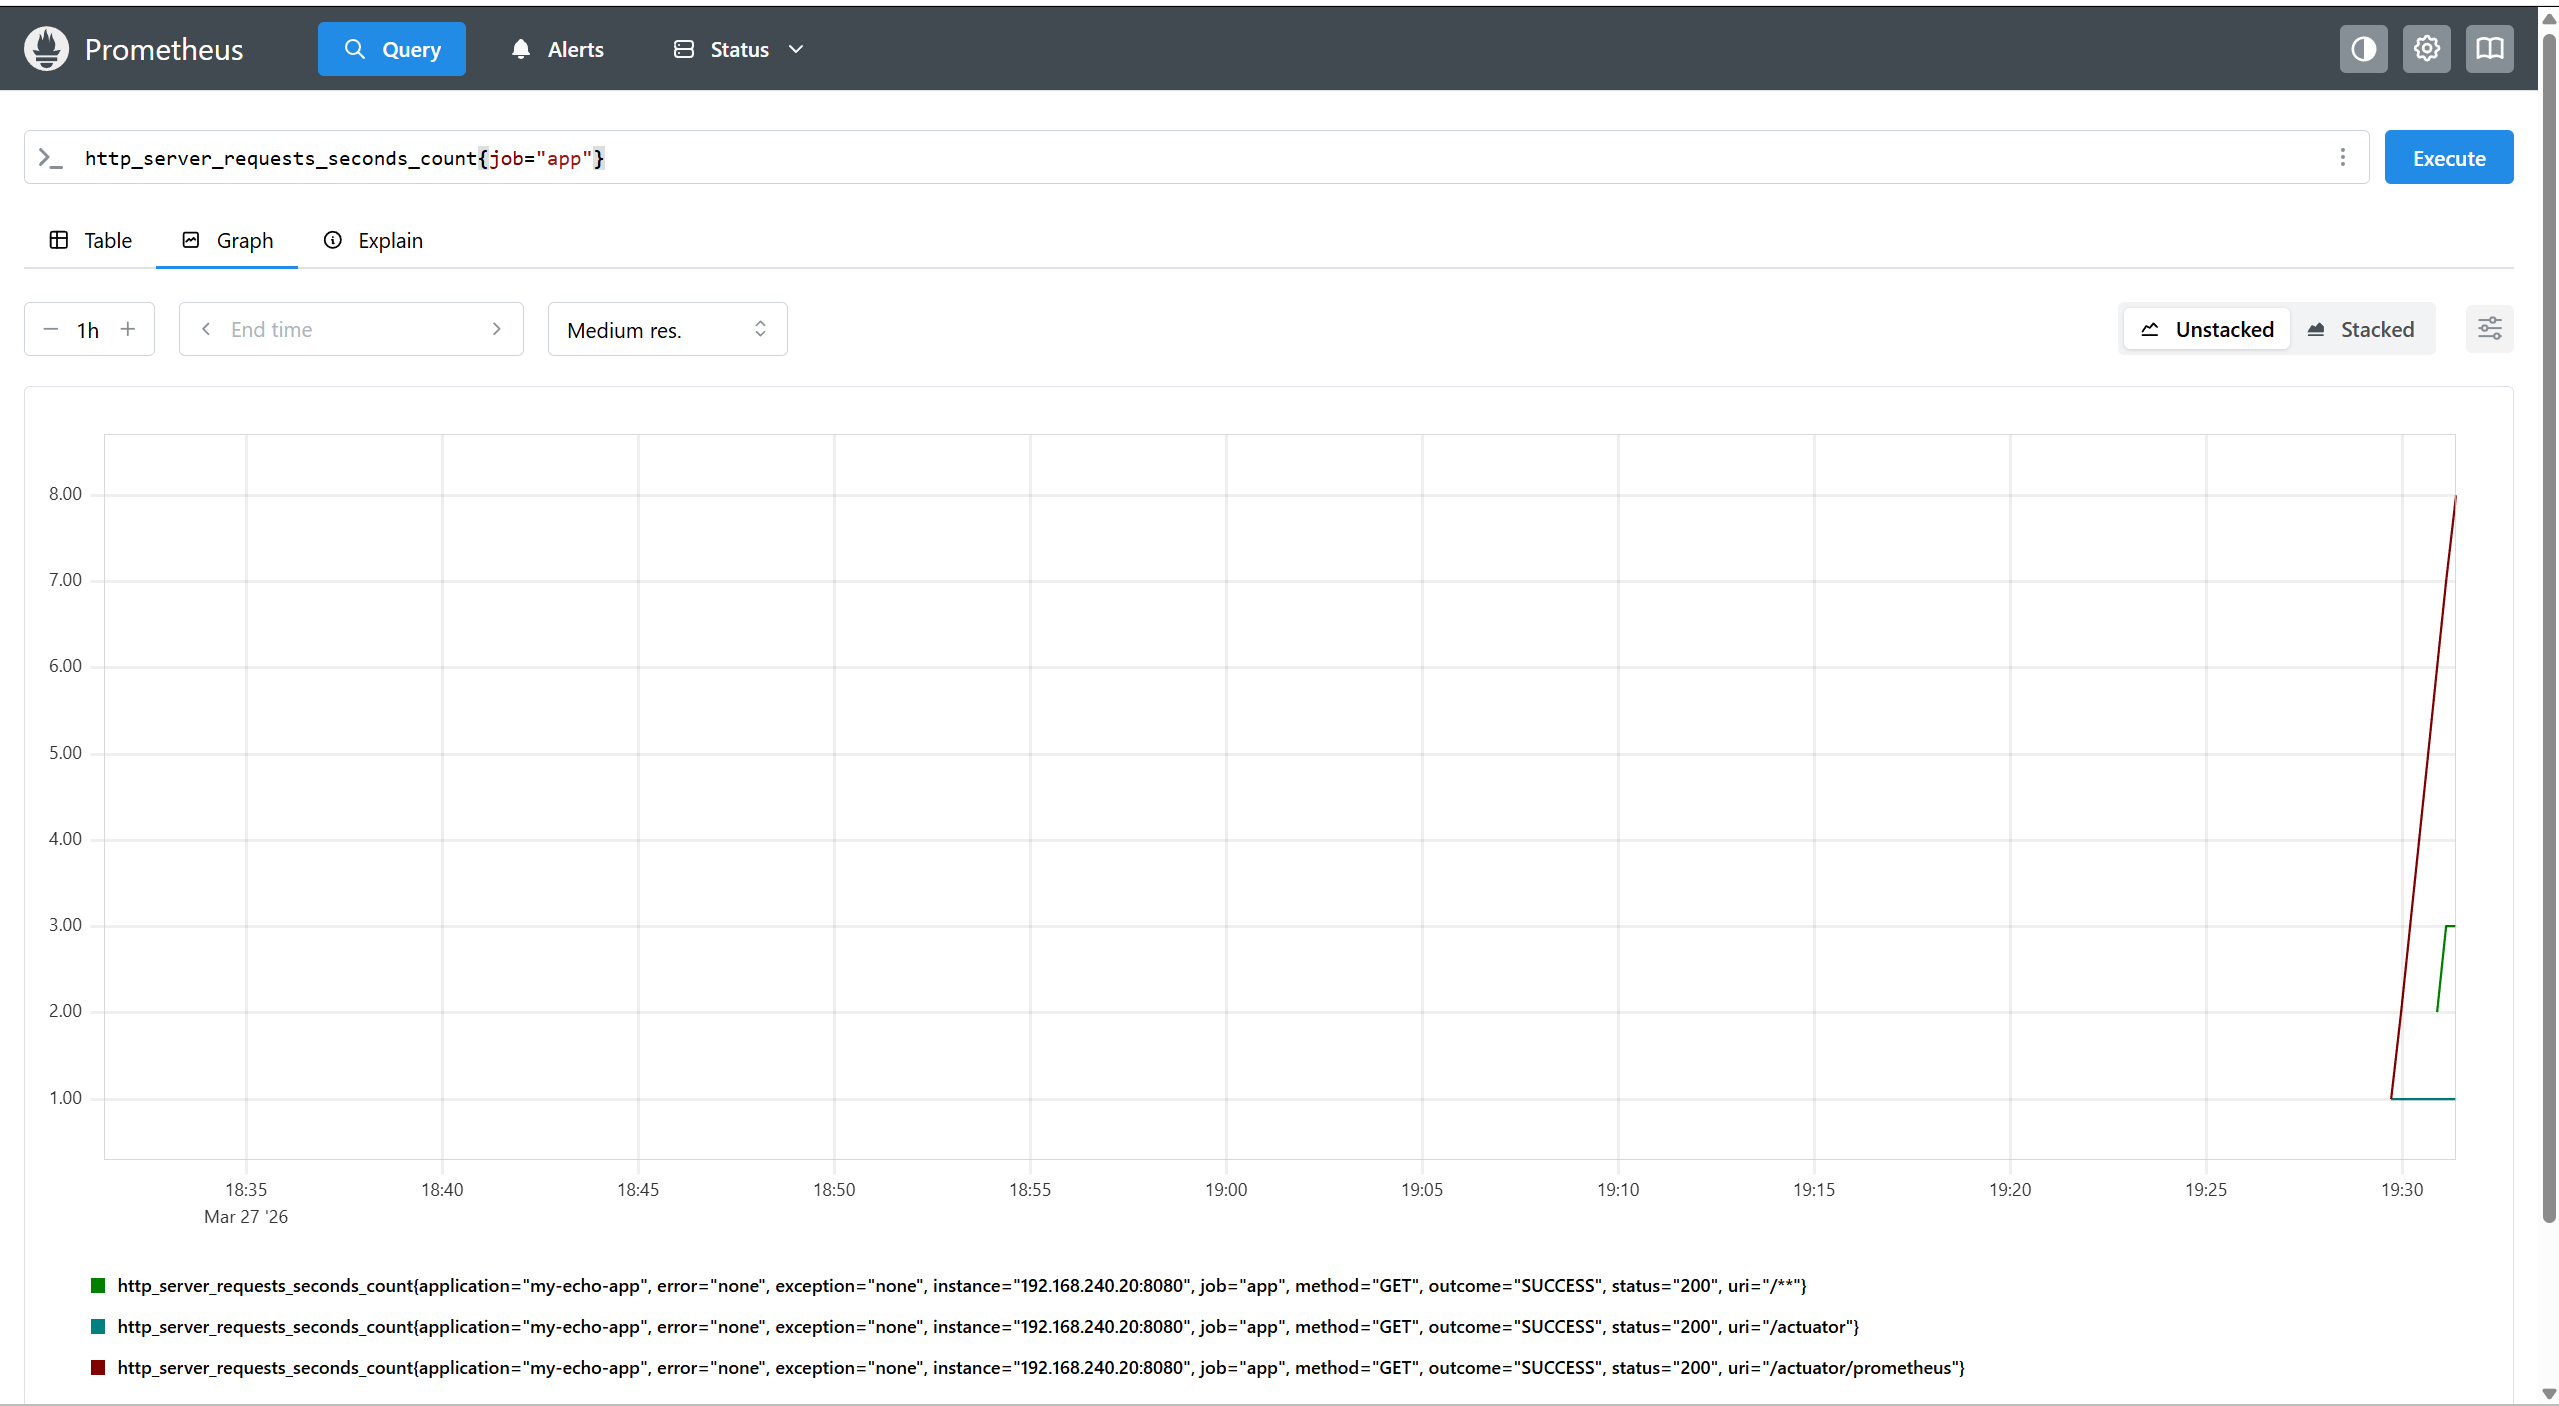 Prometheus Query Alerts Status
http_server_requests_seconds_count{job="app"} Execute
Table Graph Explain
1h End time Medium res. Unstacked Stacked
8.00
7.00
6.00
5.00
4.00
3.00
2.00
1.00
18:35 18:40 18:45 18:50 18:55 19:00 19:05 19:10 19:15 19:20 19:25 19:30
Mar 27 '26
http_server_requests_seconds_count{application="my-echo-app", error="none", exception="none", instance="192.168.240.20:8080", job="app", method="GET", outcome="SUCCESS", status="200", uri="/**"}
http_server_requests_seconds_count{application="my-echo-app", error="none", exception="none", instance="192.168.240.20:8080", job="app", method="GET", outcome="SUCCESS", status="200", uri="/actuator"}
http_server_requests_seconds_count{application="my-echo-app", error="none", exception="none", instance="192.168.240.20:8080", job="app", method="GET", outcome="SUCCESS", status="200", uri="/actuator/prometheus"}